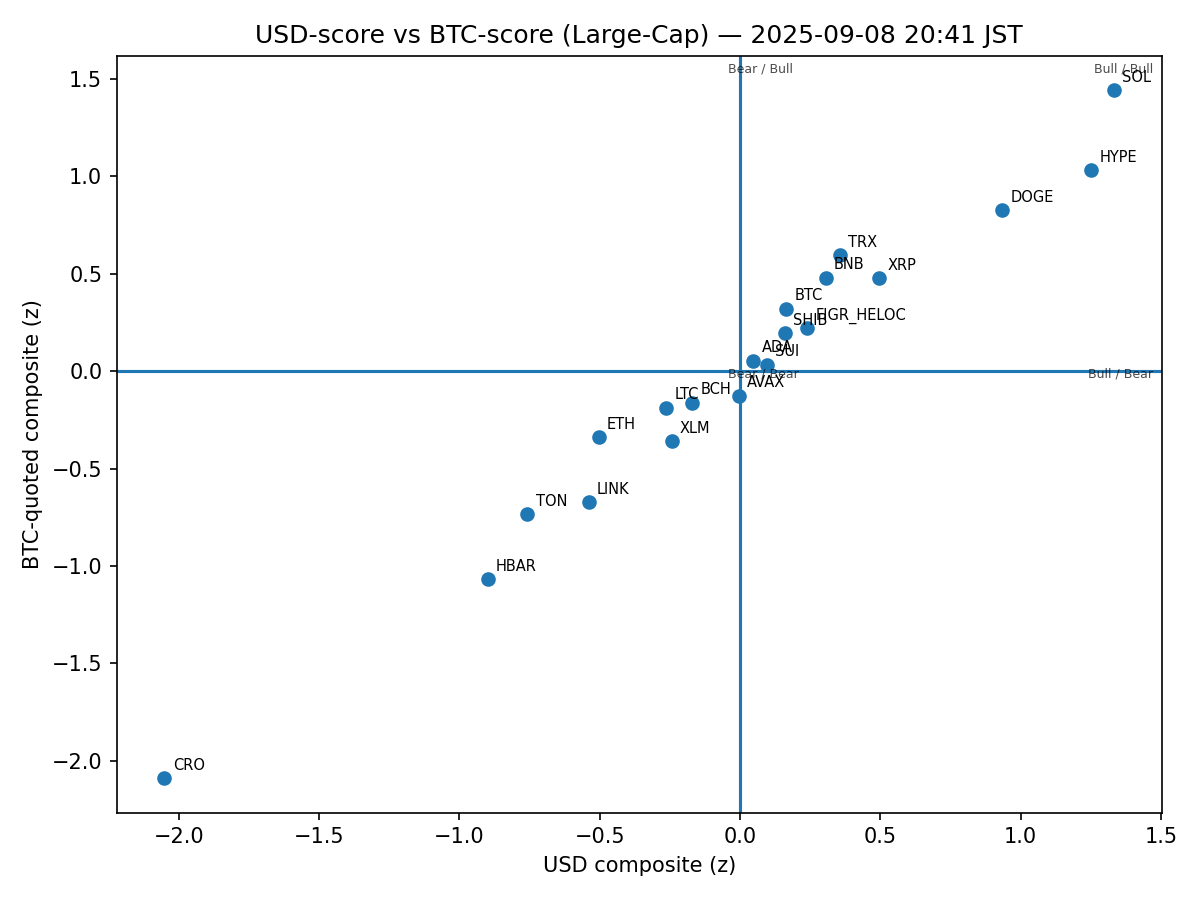 USD-score vs BTC-score (Large-Cap) — 2025-09-08 20:41 JST
Bear / Bull
Bull / Bull
SOL
HYPE
DOGE
TRX
BNB
XRP
BTC
FIGR_HELOC
SHIB
ADA
SUI
Bear / Bear
Bull / Bear
AVAX
BCH
LTC
ETH
XLM
LINK
TON
HBAR
CRO
1.5
1.0
0.5
0.0
−0.5
−1.0
−1.5
−2.0
BTC-quoted composite (z)
−2.0 −1.5 −1.0 −0.5 0.0 0.5 1.0 1.5
USD composite (z)